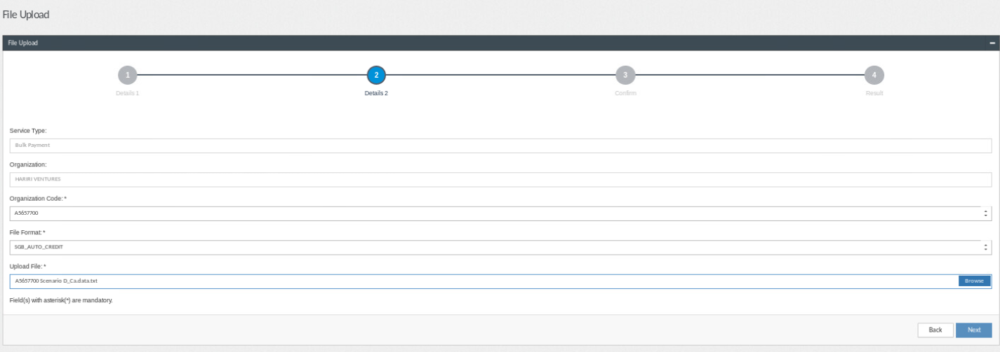 File Upload
File Upload
1
2
3
4
Details 1
Details 2
Confirm
Result
Service Type:
Bulk Payment
Organization:
HARIRI VENTURES
Organization Code: *
A5657700
File Format: *
SGB_AUTO_CREDIT
Upload File: *
A5657700 Scenario D_Ca.data.txt
Browse
Field(s) with asterisk(*) are mandatory.
Back
Next